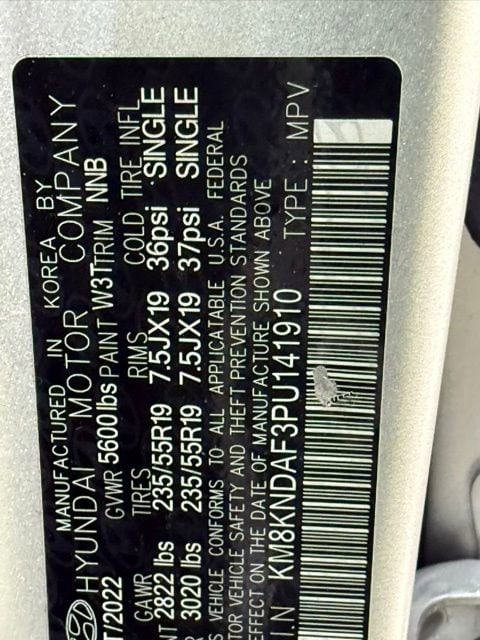 MANUFACTURED IN KOREA BY
HYUNDAI MOTOR COMPANY
/2022 GVWR 5600lbs PAINT W3T TRIM NNB
GAWR TIRES RIMS COLD TIRE INFL
2822 lbs 235/55R19 7.5JX19 36psi SINGLE
3020 lbs 235/55R19 7.5JX19 37psi SINGLE
VEHICLE CONFORMS TO ALL APPLICATABLE U.S.A. FEDERAL
VEHICLE SAFETY AND THEFT PREVENTION STANDARDS
EFFECT ON THE DATE OF MANUFACTURE SHOWN ABOVE
I.N KM8KNDAF3PU141910 TYPE : MPV